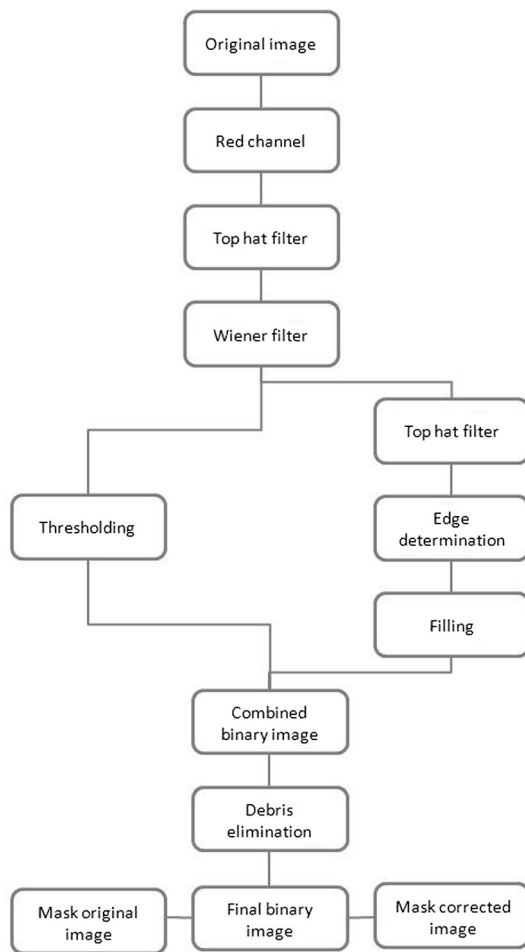 Original image
Red channel
Top hat filter
Wiener filter
Top hat filter
Thresholding
Edge
determination
Filling
Combined
binary image
Debris
elimination
Mask original
image
Final binary
image
Mask corrected
image